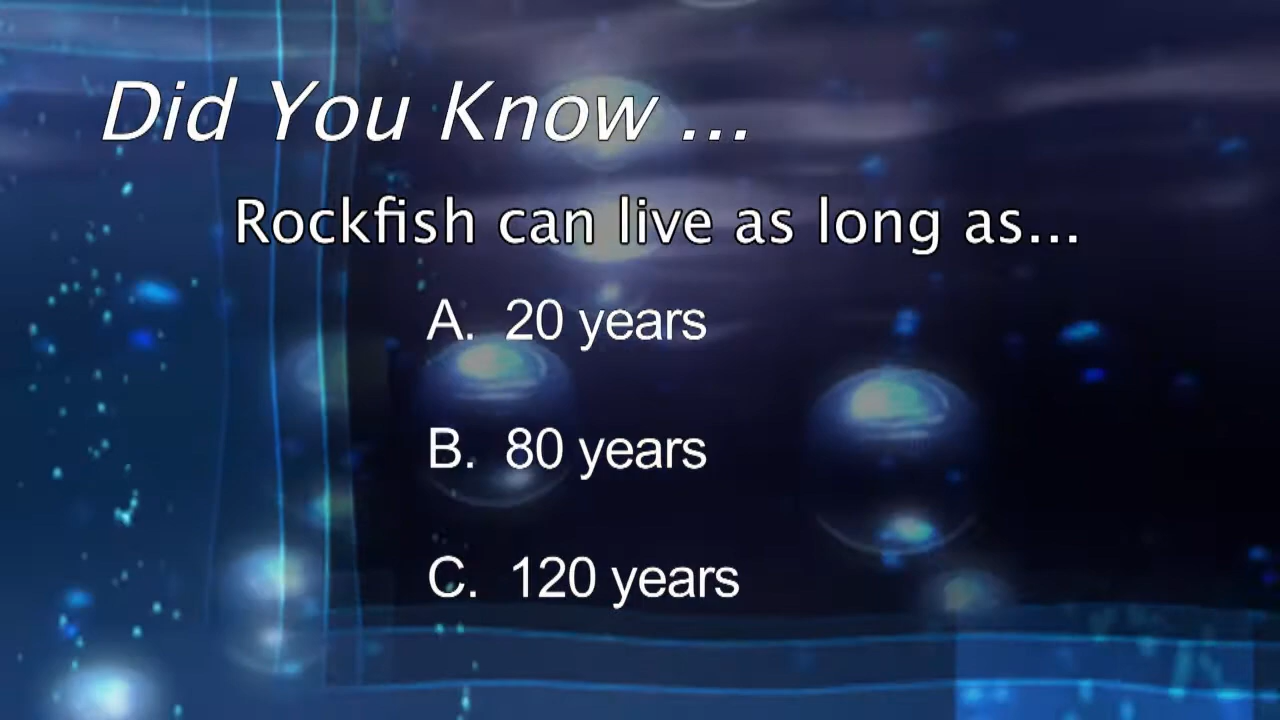 Did You Know ...
Rockfish can live as long as...
A. 20 years
B. 80 years
C. 120 years